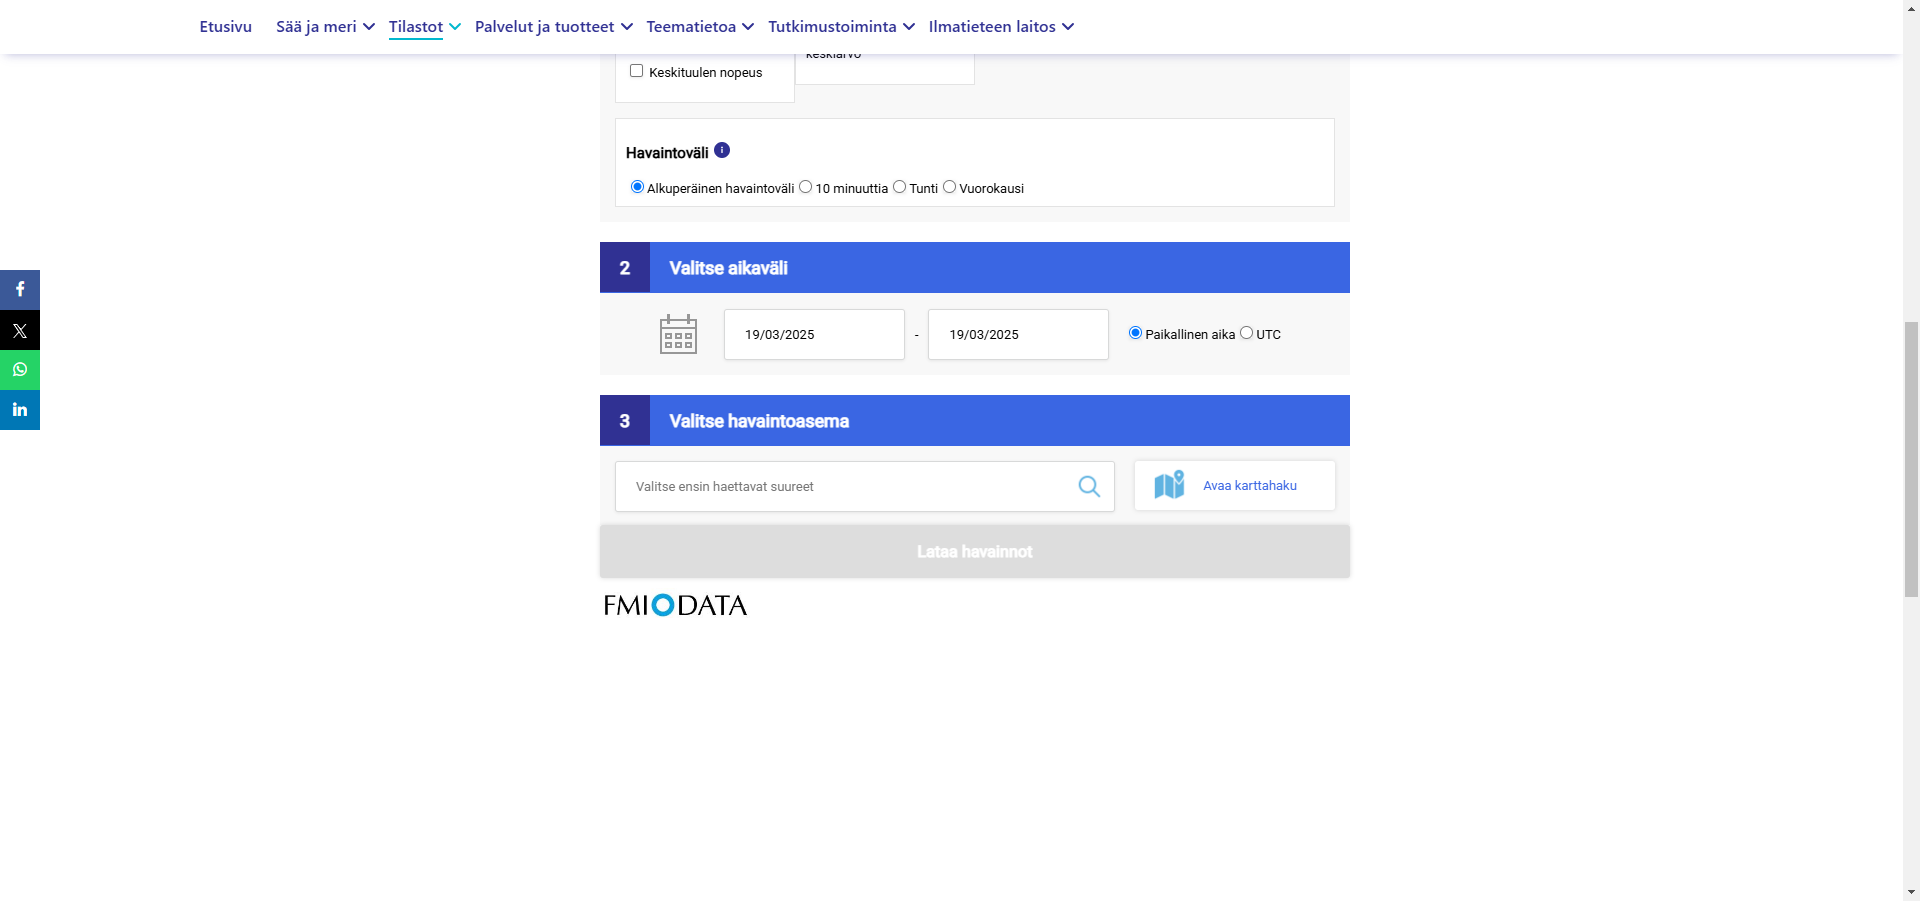 Etusivu Sää ja meri Tilastot Palvelut ja tuotteet Teematietoa Tutkimustoiminta Ilmatieteen laitos
keskiarvo
Keskituulen nopeus
Havaintoväli i
Alkuperäinen havaintoväli 10 minuuttia Tunti Vuorokausi
2 Valitse aikaväli
19/03/2025 - 19/03/2025 Paikallinen aika UTC
3 Valitse havaintoasema
Valitse ensin haettavat suureet Avaa karttahaku
Lataa havainnot
FMIODATA